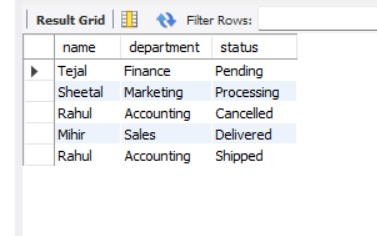 Result Grid Filter Rows:
name department status
Tejal Finance Pending
Sheetal Marketing Processing
Rahul Accounting Cancelled
Mihir Sales Delivered
Rahul Accounting Shipped